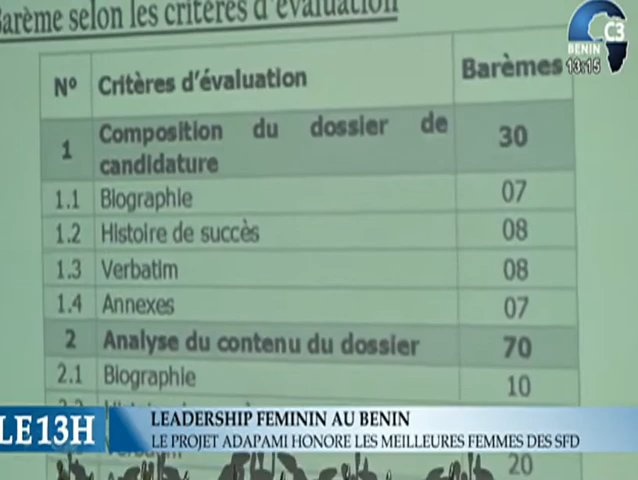 Barème selon les critères d'évaluation
C3
BENIN
13:15
N° Critères d'évaluation Barèmes
1 Composition du dossier de candidature 30
1.1 Biographie 07
1.2 Histoire de succès 08
1.3 Verbatim 08
1.4 Annexes 07
2 Analyse du contenu du dossier 70
2.1 Biographie 10
LE 13H
LEADERSHIP FEMININ AU BENIN
LE PROJET ADAPAMI HONORE LES MEILLEURES FEMMES DES SFD
20